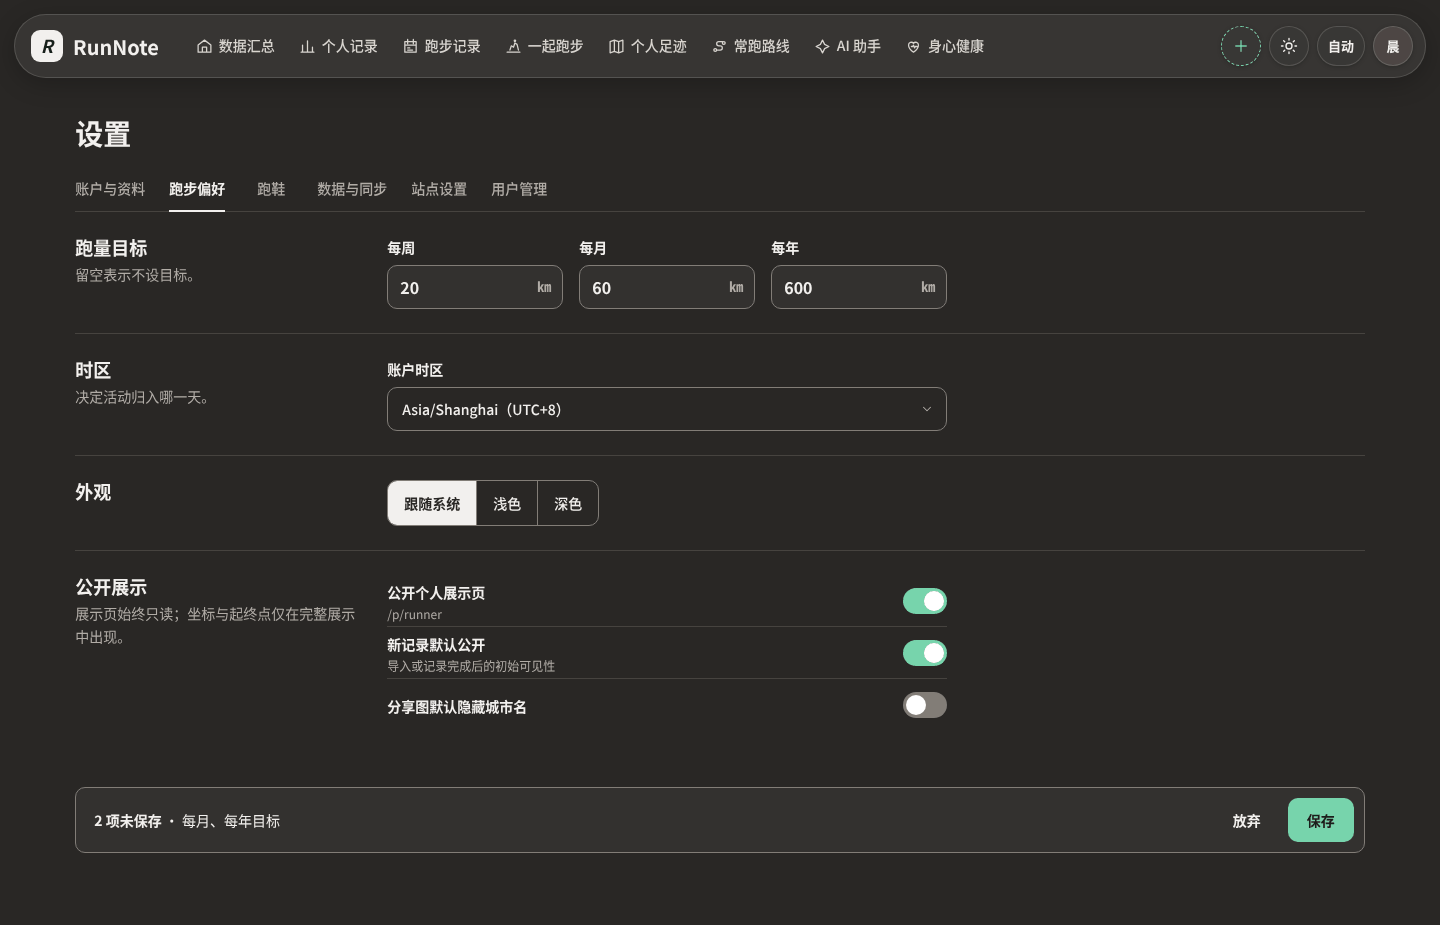 R RunNote 数据汇总 个人记录 跑步记录 一起跑步 个人足迹 常跑路线 AI 助手 身心健康 自动 晨
设置
账户与资料 跑步偏好 跑鞋 数据与同步 站点设置 用户管理
跑量目标
留空表示不设目标。
每周 每月 每年
20 km 60 km 600 km
时区
决定活动归入哪一天。
账户时区
Asia/Shanghai（UTC+8）
外观
跟随系统 浅色 深色
公开展示
展示页始终只读；坐标与起终点仅在完整展示
中出现。
公开个人展示页
/p/runner
新记录默认公开
导入或记录完成后的初始可见性
分享图默认隐藏城市名
2 项未保存 · 每月、每年目标 放弃 保存